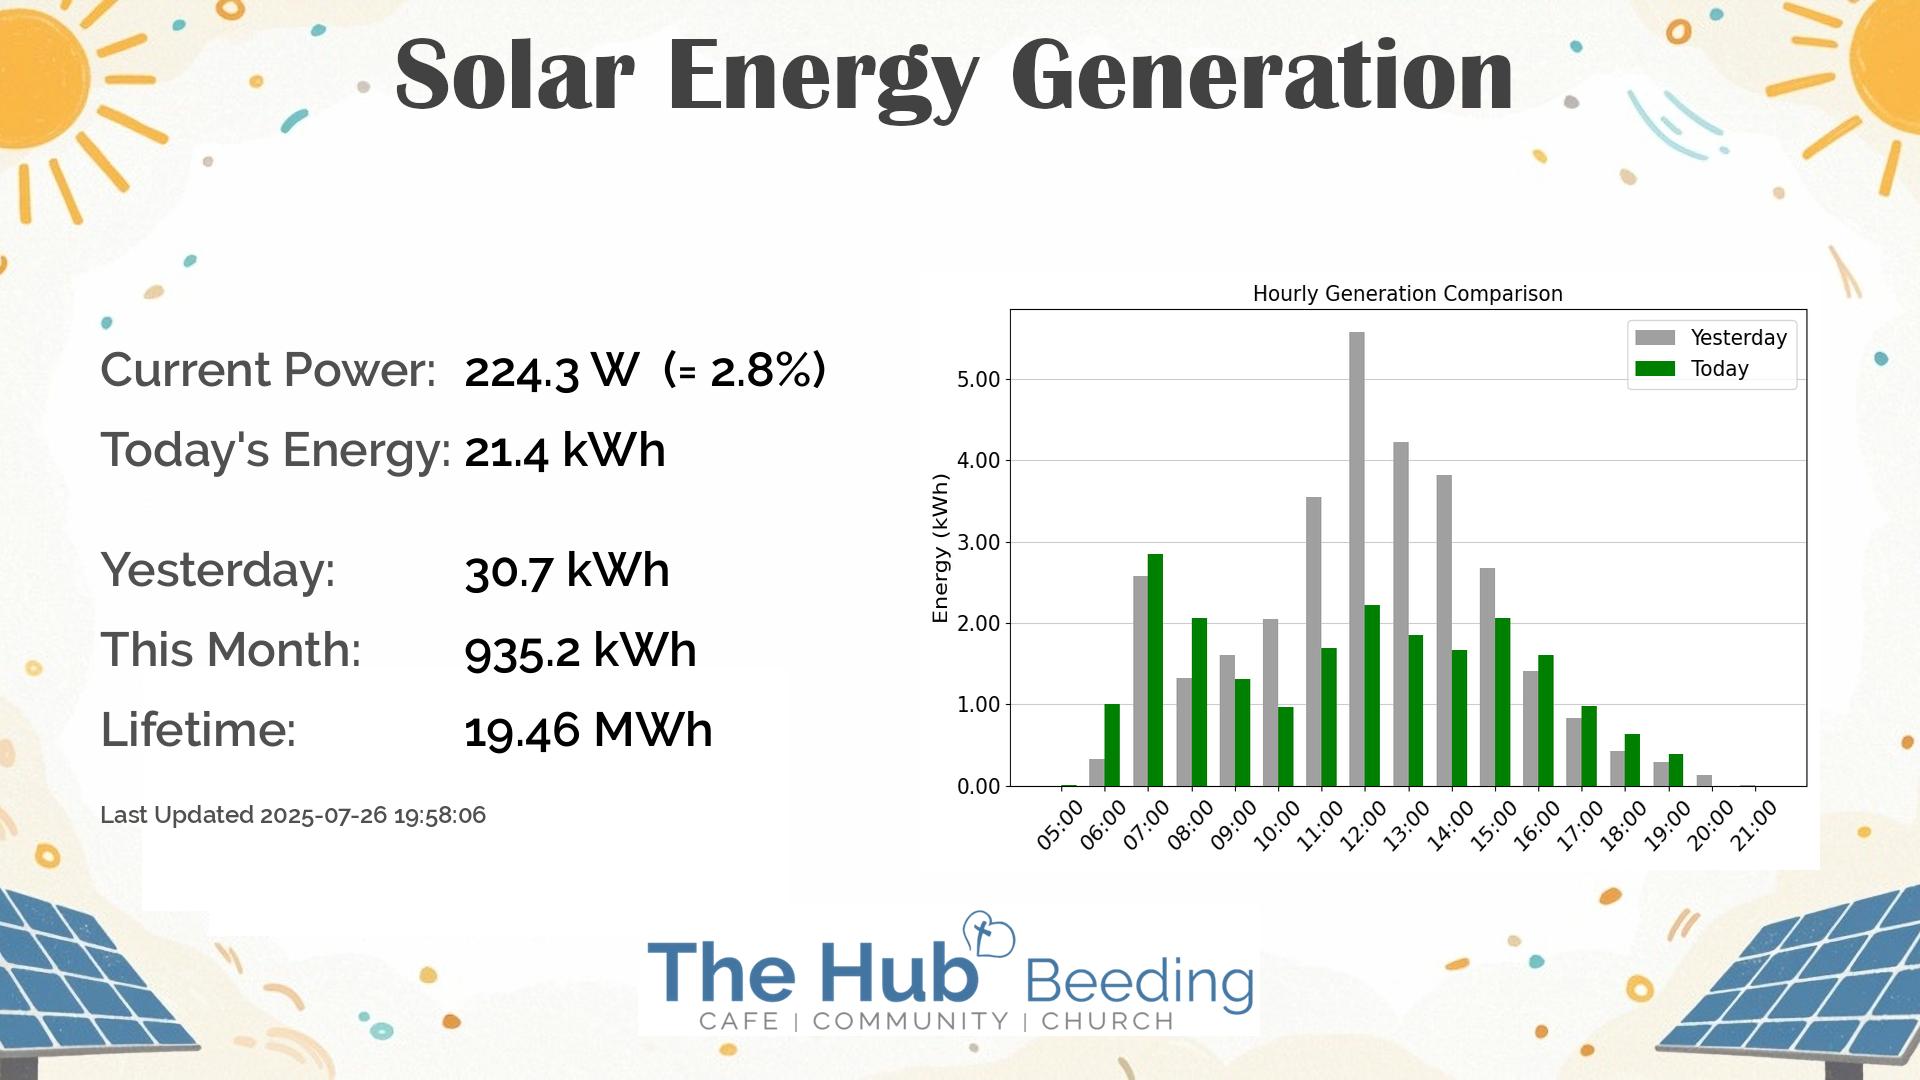 Solar Energy Generation
Current Power: 224.3 W (= 2.8%)
Today's Energy: 21.4 kWh
Yesterday: 30.7 kWh
This Month: 935.2 kWh
Lifetime: 19.46 MWh
Last Updated 2025-07-26 19:58:06
Hourly Generation Comparison
Yesterday
Today
Energy (kWh)
5.00
4.00
3.00
2.00
1.00
0.00
05:00 06:00 07:00 08:00 09:00 10:00 11:00 12:00 13:00 14:00 15:00 16:00 17:00 18:00 19:00 20:00 21:00
The Hub Beeding
CAFE | COMMUNITY | CHURCH